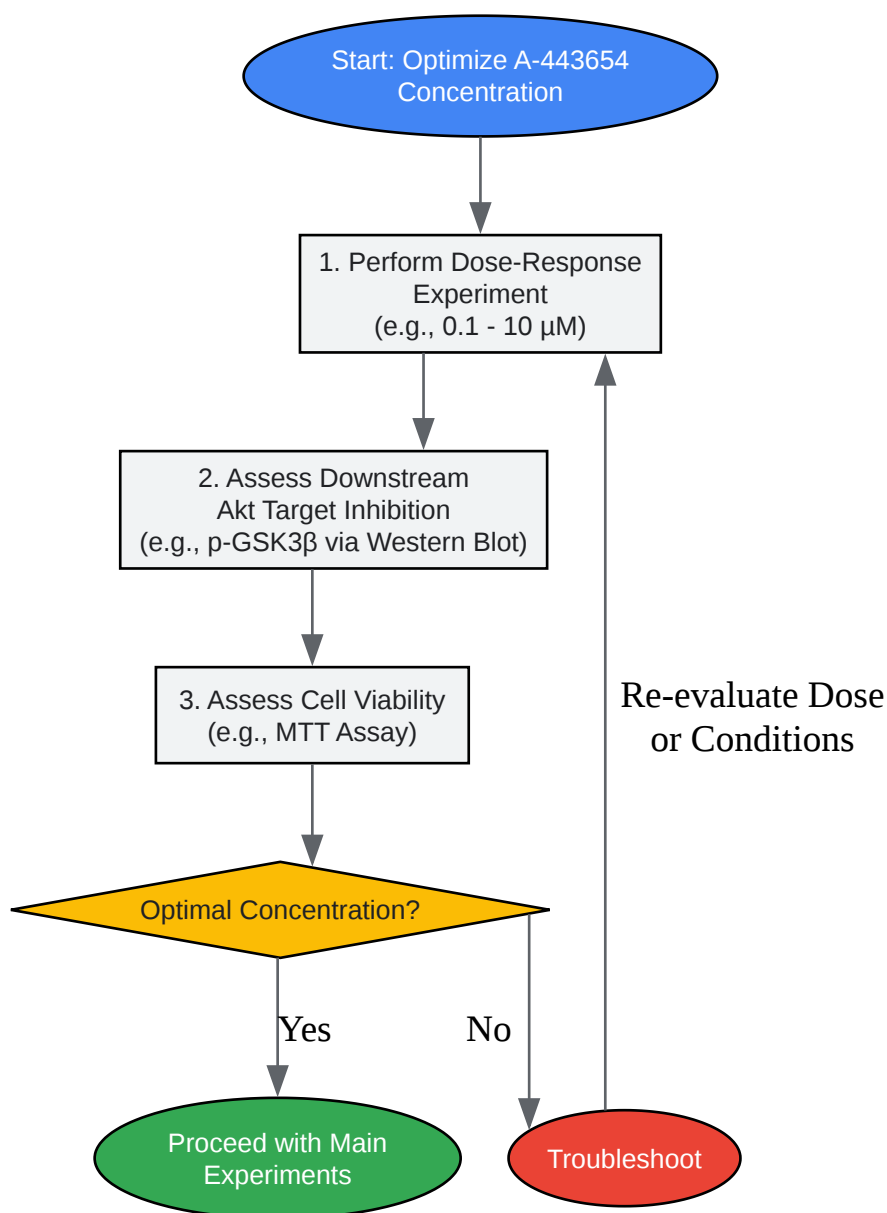 Start: Optimize A-443654
Concentration
1. Perform Dose-Response
Experiment
(e.g., 0.1 - 10 µM)
2. Assess Downstream
Akt Target Inhibition
(e.g., p-GSK3β via Western Blot)
3. Assess Cell Viability
(e.g., MTT Assay)
Re-evaluate Dose
or Conditions
Optimal Concentration?
Yes
No
Proceed with Main
Experiments
Troubleshoot